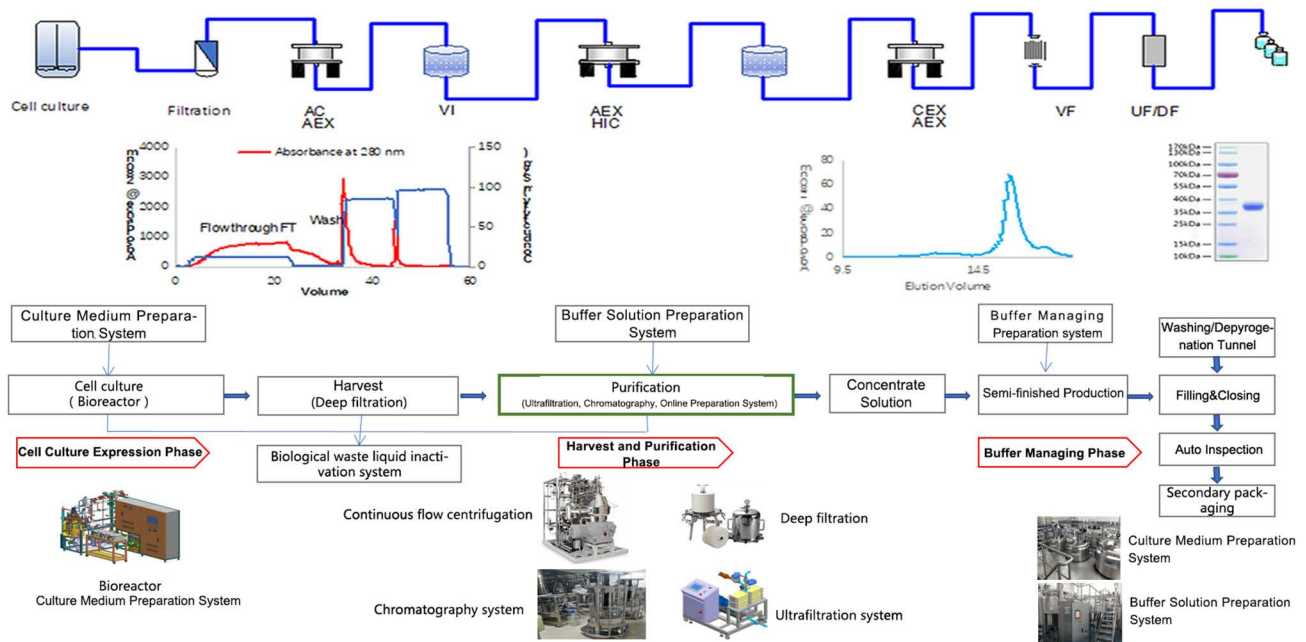 Cell culture
Filtration
AC
AEX
VI
AEX
HIC
CEX
AEX
VF
UF/DF
4000
3000
2000
1000
0
150
100
50
0
Absorbance at 280 nm
Flowthrough FT
Wash
0
20
40
60
Volume
80
60
40
20
0
9.5
14.5
Elution Volume
170kDa
130kDa
100kDa
70kDa
55kDa
40kDa
35kDa
25kDa
15kDa
10kDa
Culture Medium Prepara-
tion System
Buffer Solution Preparation
System
Buffer Managing
Preparation system
Washing/Depyroge-
nation Tunnel
Cell culture
( Bioreactor )
Harvest
(Deep filtration)
Purification
(Ultrafiltration, Chromatography, Online Preparation System)
Concentrate
Solution
Semi-finished Production
Filling&Closing
Cell Culture Expression Phase
Biological waste liquid inacti-
vation system
Harvest and Purification
Phase
Buffer Managing Phase
Auto Inspection
Secondary pack-
aging
Continuous flow centrifugation
Deep filtration
Bioreactor
Culture Medium Preparation System
Chromatography system
Ultrafiltration system
Culture Medium Preparation
System
Buffer Solution Preparation
System